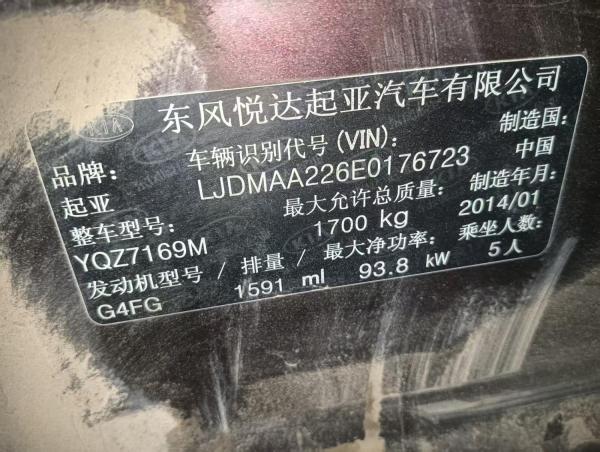 KIA 东风悦达起亚汽车有限公司
品牌: 车辆识别代号(VIN): 制造国:
起亚 LJDMAA226E0176723 中国
整车型号: 最大允许总质量: 制造年月:
YQZ7169M 1700 kg 2014/01
发动机型号 / 排量 / 最大净功率: 乘坐人数:
G4FG 1591 ml 93.8 kW 5人